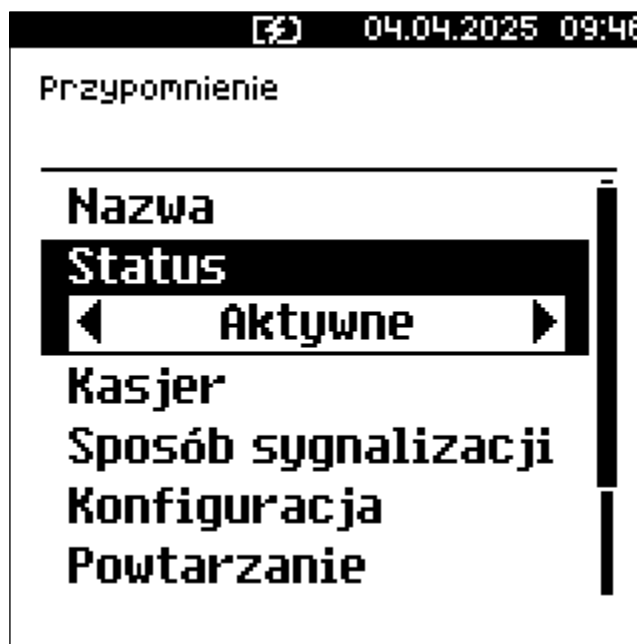 04.04.2025 09:46
Przypomnienie
Nazwa
Status
Aktywne
Kasjer
Sposób sygnalizacji
Konfiguracja
Powtarzanie